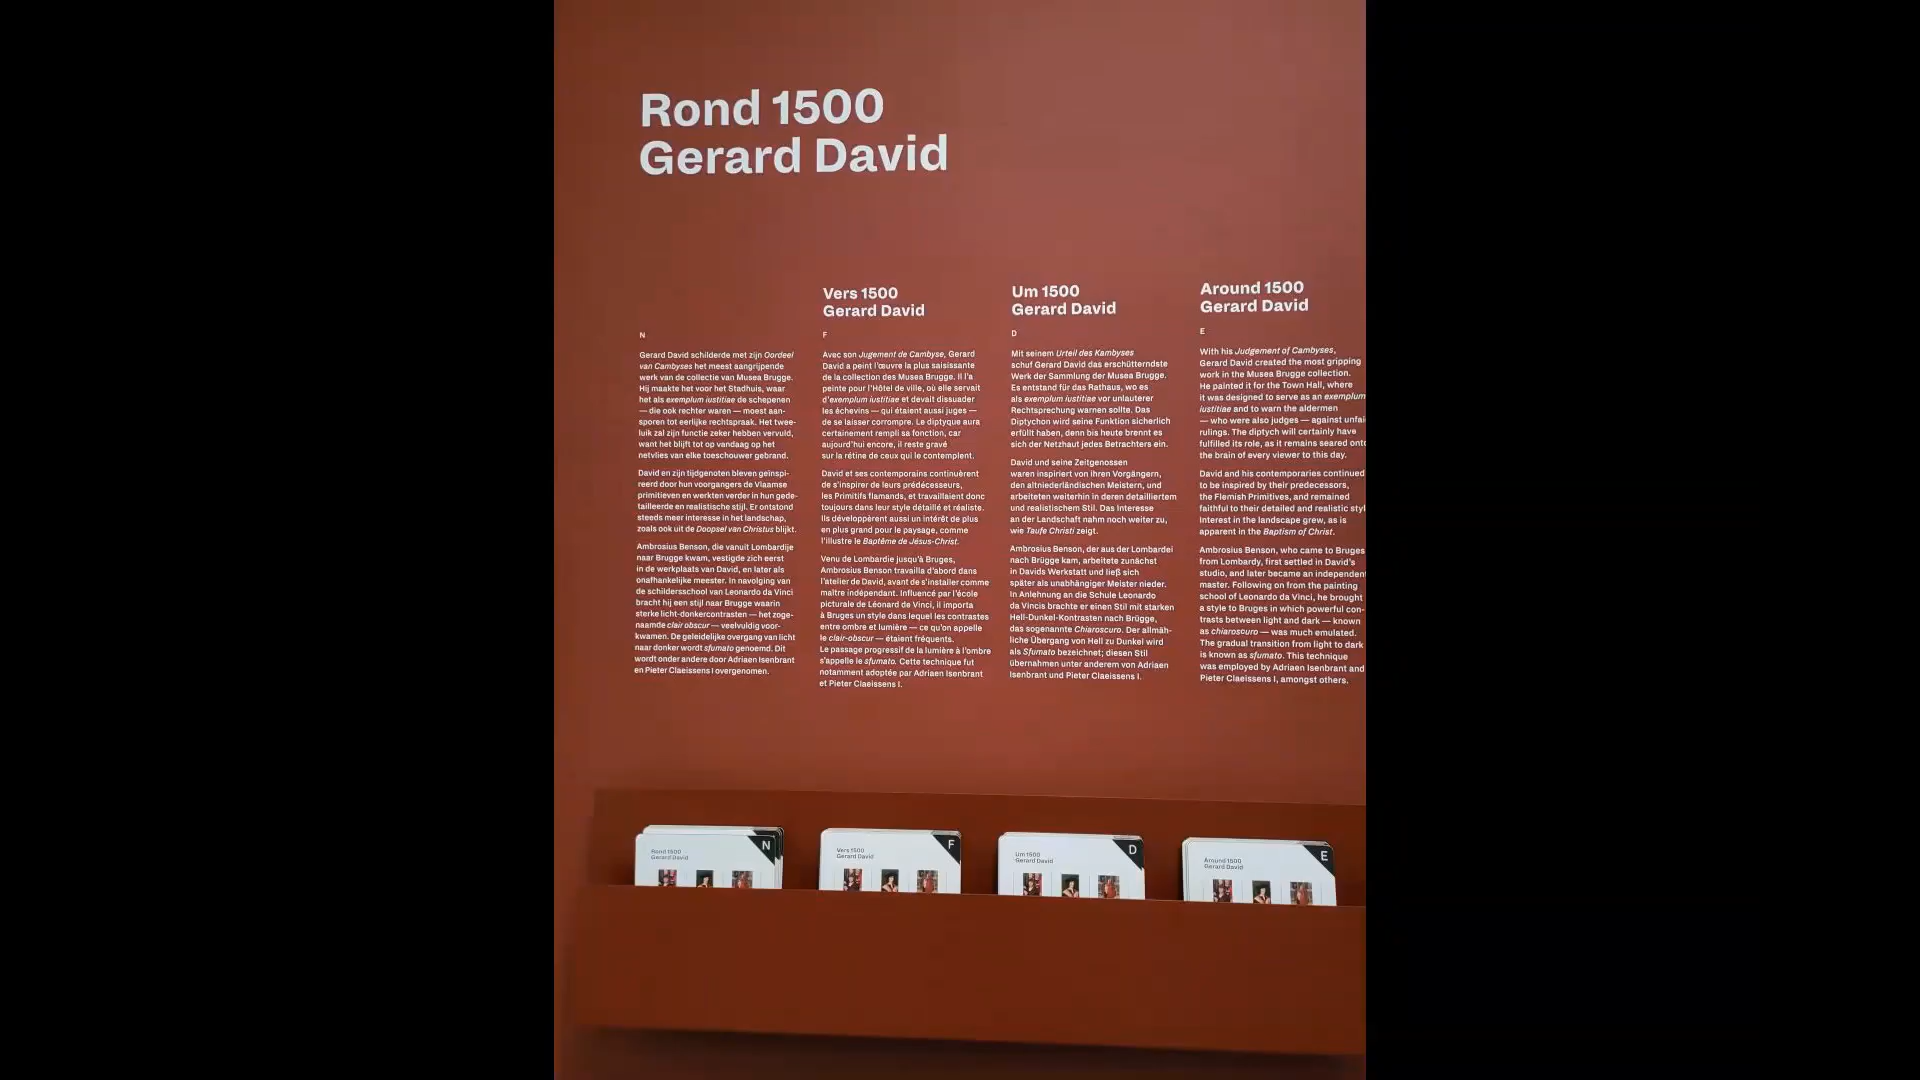 Rond 1500
Gerard David
N
Gerard David schilderde met zijn Oordeel
van Cambyses het meest aangrijpende
werk van de collectie van Musea Brugge.
Hij maakte het voor het Stadhuis, waar
het als exemplum iustitiae de schepenen
— die ook rechter waren — moest aan-
sporen tot eerlijke rechtspraak. Het twee-
luik zal zijn functie zeker hebben vervuld,
want het blijft tot op vandaag op het
netvlies van elke toeschouwer gebrand.
David en zijn tijdgenoten bleven geïnspi-
reerd door hun voorgangers de Vlaamse
primitieven en werkten verder in hun gede-
tailleerde en realistische stijl. Er ontstond
steeds meer interesse in het landschap,
zoals ook uit de Doopsel van Christus blijkt.
Ambrosius Benson, die vanuit Lombardije
naar Brugge kwam, vestigde zich eerst
in de werkplaats van David, en later als
onafhankelijke meester. In navolging van
de schildersschool van Leonardo da Vinci
bracht hij een stijl naar Brugge waarin
sterke licht-donkercontrasten — het zoge-
naamde clair obscur — veelvuldig voor-
kwamen. De geleidelijke overgang van licht
naar donker wordt sfumato genoemd. Dit
wordt onder andere door Adriaen Isenbrant
en Pieter Claeissens I overgenomen.
Vers 1500
Gerard David
F
Avec son Jugement de Cambyse, Gerard
David a peint l'œuvre la plus saisissante
de la collection des Musea Brugge. Il l'a
peinte pour l'Hôtel de ville, où elle servait
d'exemplum iustitiae et devait dissuader
les échevins — qui étaient aussi juges —
de se laisser corrompre. Le diptyque aura
certainement rempli sa fonction, car
aujourd'hui encore, il reste gravé
sur la rétine de ceux qui le contemplent.
David et ses contemporains continuèrent
de s'inspirer de leurs prédécesseurs,
les Primitifs flamands, et travaillaient donc
toujours dans leur style détaillé et réaliste.
Ils développèrent aussi un intérêt de plus
en plus grand pour le paysage, comme
l'illustre le Baptême de Jésus-Christ.
Venu de Lombardie jusqu'à Bruges,
Ambrosius Benson travailla d'abord dans
l'atelier de David, avant de s'installer comme
maître indépendant. Influencé par l'école
picturale de Léonard de Vinci, il importa
à Bruges un style dans lequel les contrastes
entre ombre et lumière — ce qu'on appelle
le clair-obscur — étaient fréquents.
Le passage progressif de la lumière à l'ombre
s'appelle le sfumato. Cette technique fut
notamment adoptée par Adriaen Isenbrant
et Pieter Claeissens I.
Um 1500
Gerard David
D
Mit seinem Urteil des Kambyses
schuf Gerard David das erschütterndste
Werk der Sammlung der Musea Brugge.
Es entstand für das Rathaus, wo es
als exemplum iustitiae vor unlauterer
Rechtsprechung warnen sollte. Das
Diptychon wird seine Funktion sicherlich
erfüllt haben, denn bis heute brennt es
sich der Netzhaut jedes Betrachters ein.
David und seine Zeitgenossen
waren inspiriert von ihren Vorgängern,
den altniederländischen Meistern, und
arbeiteten weiterhin in deren detailliertem
und realistischem Stil. Das Interesse
an der Landschaft nahm noch weiter zu,
wie Taufe Christi zeigt.
Ambrosius Benson, der aus der Lombardei
nach Brügge kam, arbeitete zunächst
in Davids Werkstatt und ließ sich
später als unabhängiger Meister nieder.
In Anlehnung an die Schule Leonardo
da Vincis brachte er einen Stil mit starken
Hell-Dunkel-Kontrasten nach Brügge,
das sogenannte Chiaroscuro. Der allmäh-
liche Übergang von Hell zu Dunkel wird
als Sfumato bezeichnet; diesen Stil
übernahmen unter anderem von Adriaen
Isenbrant und Pieter Claeissens I.
Around 1500
Gerard David
E
With his Judgement of Cambyses,
Gerard David created the most gripping
work in the Musea Brugge collection.
He painted it for the Town Hall, where
it was designed to serve as an exemplum
iustitiae and to warn the aldermen
— who were also judges — against unfai
rulings. The diptych will certainly have
fulfilled its role, as it remains seared onto
the brain of every viewer to this day.
David and his contemporaries continued
to be inspired by their predecessors,
the Flemish Primitives, and remained
faithful to their detailed and realistic styl
Interest in the landscape grew, as is
apparent in the Baptism of Christ.
Ambrosius Benson, who came to Bruges
from Lombardy, first settled in David's
studio, and later became an independent
master. Following on from the painting
school of Leonardo da Vinci, he brought
a style to Bruges in which powerful con-
trasts between light and dark — known
as chiaroscuro — was much emulated.
The gradual transition from light to dark
is known as sfumato. This technique
was employed by Adriaen Isenbrant and
Pieter Claeissens I, amongst others.
N
Rond 1500
Gerard David
F
Vers 1500
Gerard David
D
Um 1500
Gerard David
E
Around 1500
Gerard David